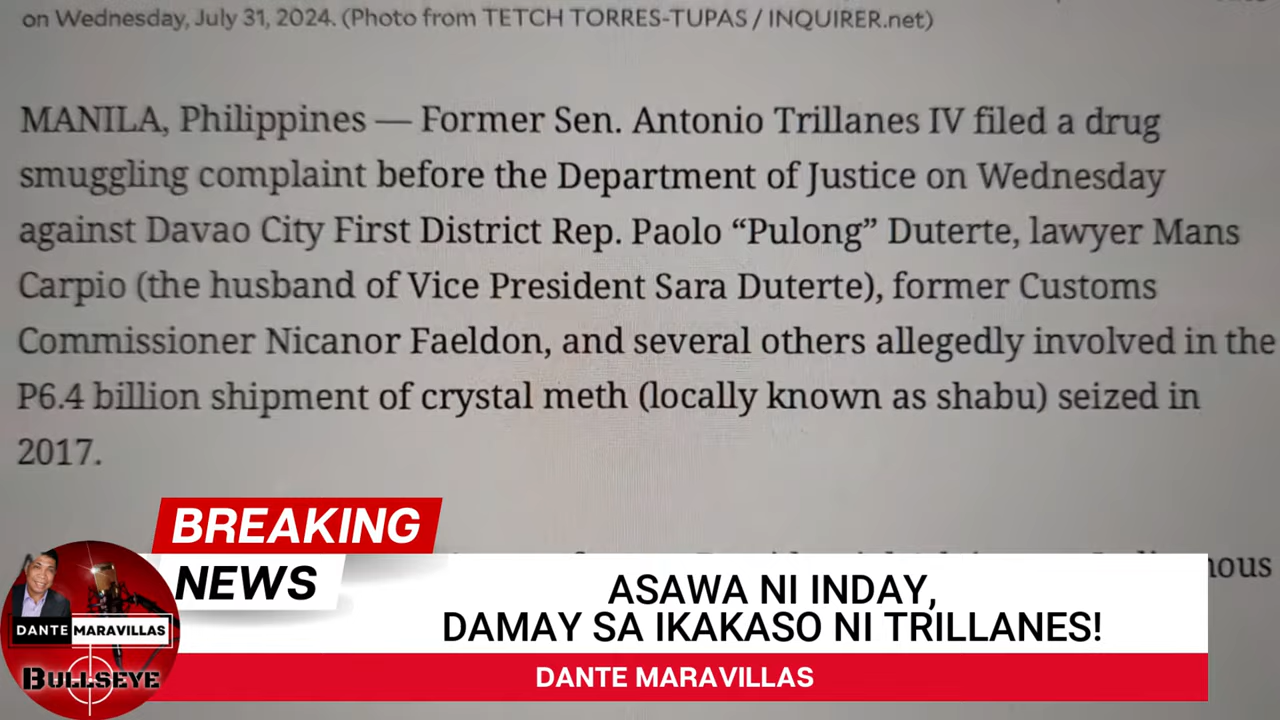 on Wednesday, July 31, 2024. (Photo from TETCH TORRES-TUPAS / INQUIRER.net)
MANILA, Philippines — Former Sen. Antonio Trillanes IV filed a drug
smuggling complaint before the Department of Justice on Wednesday
against Davao City First District Rep. Paolo “Pulong” Duterte, lawyer Mans
Carpio (the husband of Vice President Sara Duterte), former Customs
Commissioner Nicanor Faeldon, and several others allegedly involved in the
P6.4 billion shipment of crystal meth (locally known as shabu) seized in
2017.
BREAKING
NEWS
ASAWA NI INDAY,
DAMAY SA IKAKASO NI TRILLANES!
DANTE MARAVILLAS
DANTE MARAVILLAS
BULLSEYE